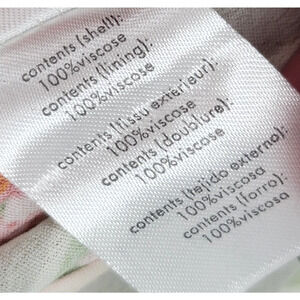 contents (shell):
100%viscose
contents (lining):
100%viscose
contents (tissu exterieur):
100%viscose
contents (doublure):
100%viscose
contents (tejido externo):
100%viscosa
contents (forro):
100%viscosa